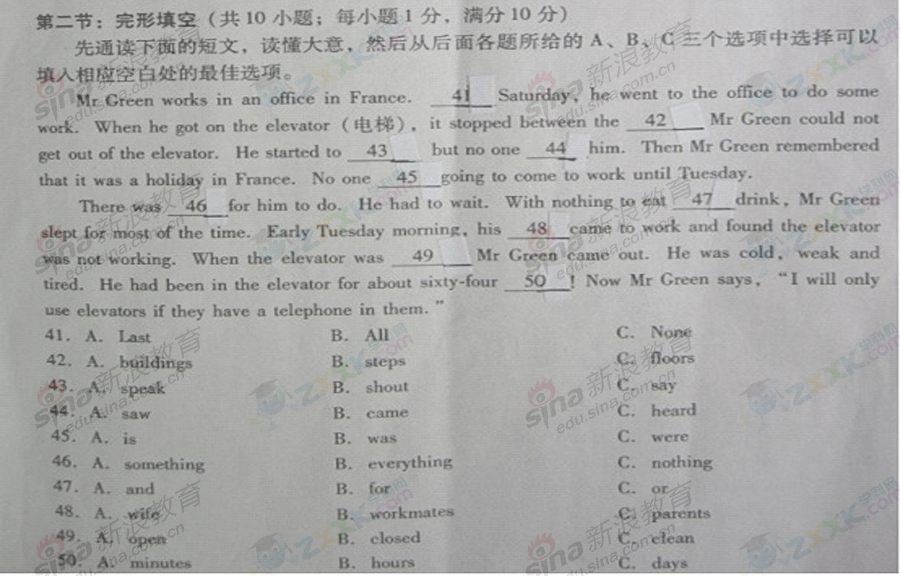 第二节：完形填空（共 10 小题；每小题 1 分，满分 10 分）
先通读下面的短文，读懂大意，然后从后面各题所给的 A、B、C 三个选项中选择可以
填入相应空白处的最佳选项。
Mr Green works in an office in France. 41 Saturday, he went to the office to do some
work. When he got on the elevator（电梯）, it stopped between the 42 Mr Green could not
get out of the elevator. He started to 43 but no one 44 him. Then Mr Green remembered
that it was a holiday in France. No one 45 going to come to work until Tuesday.
There was 46 for him to do. He had to wait. With nothing to eat 47 drink, Mr Green
slept for most of the time. Early Tuesday morning, his 48 came to work and found the elevator
was not working. When the elevator was 49 Mr Green came out. He was cold, weak and
tired. He had been in the elevator for about sixty-four 50 ! Now Mr Green says, “I will only
use elevators if they have a telephone in them.”
41. A. Last B. All C. None
42. A. buildings B. steps C. floors
43. A. speak B. shout C. say
44. A. saw B. came C. heard
45. A. is B. was C. were
46. A. something B. everything C. nothing
47. A. and B. for C. or
48. A. wife B. workmates C. parents
49. A. open B. closed C. clean
50. A. minutes B. hours C. days
sina 新浪教育
edu.sina.com.cn